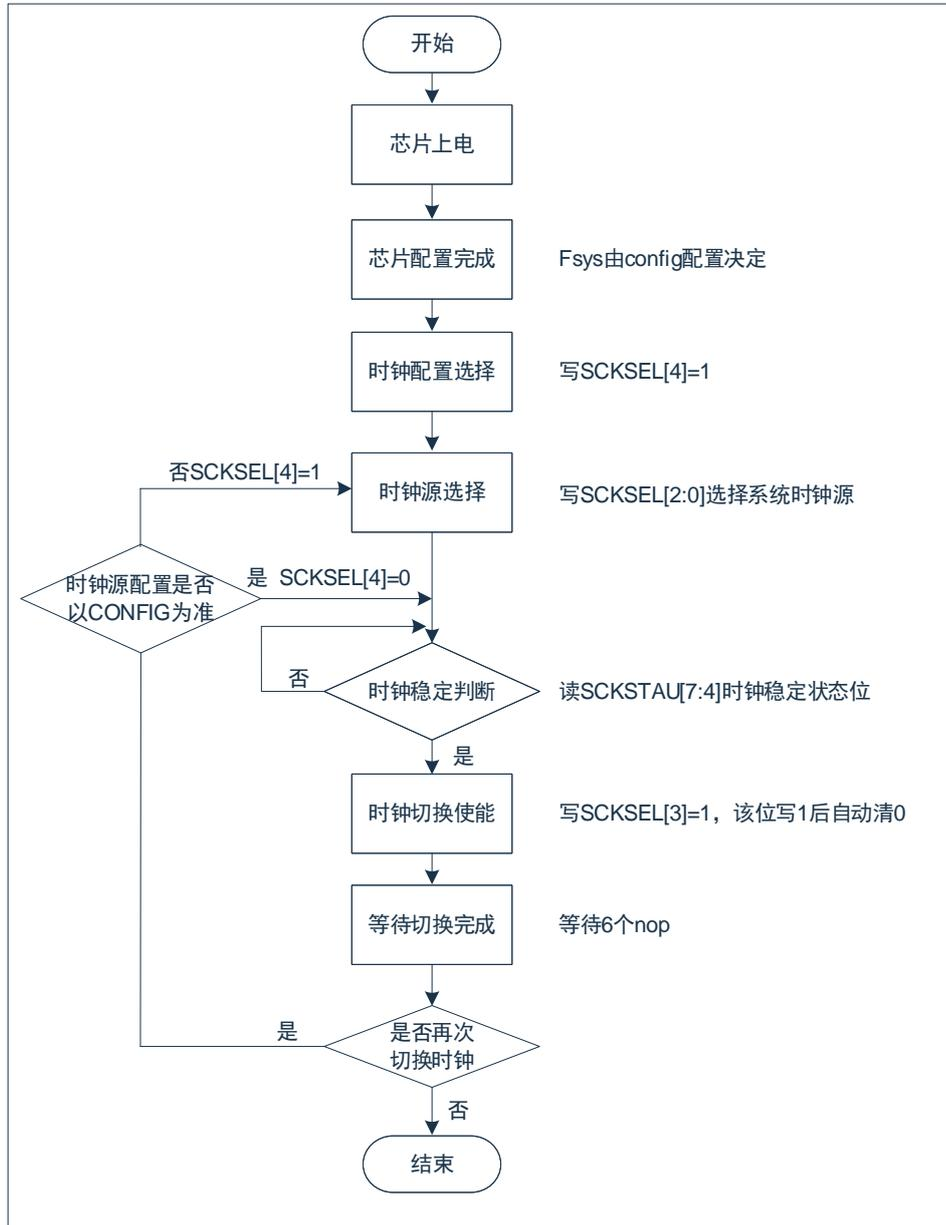 开始
芯片上电
芯片配置完成
Fsys由config配置决定
时钟配置选择
写SCKSEL[4]=1
否SCKSEL[4]=1
时钟源选择
写SCKSEL[2:0]选择系统时钟源
时钟源配置是否
以CONFIG为准
是 SCKSEL[4]=0
否
时钟稳定判断
读SCKSTAU[7:4]时钟稳定状态位
是
时钟切换使能
写SCKSEL[3]=1，该位写1后自动清0
等待切换完成
等待6个nop
是
是否再次
切换时钟
否
结束